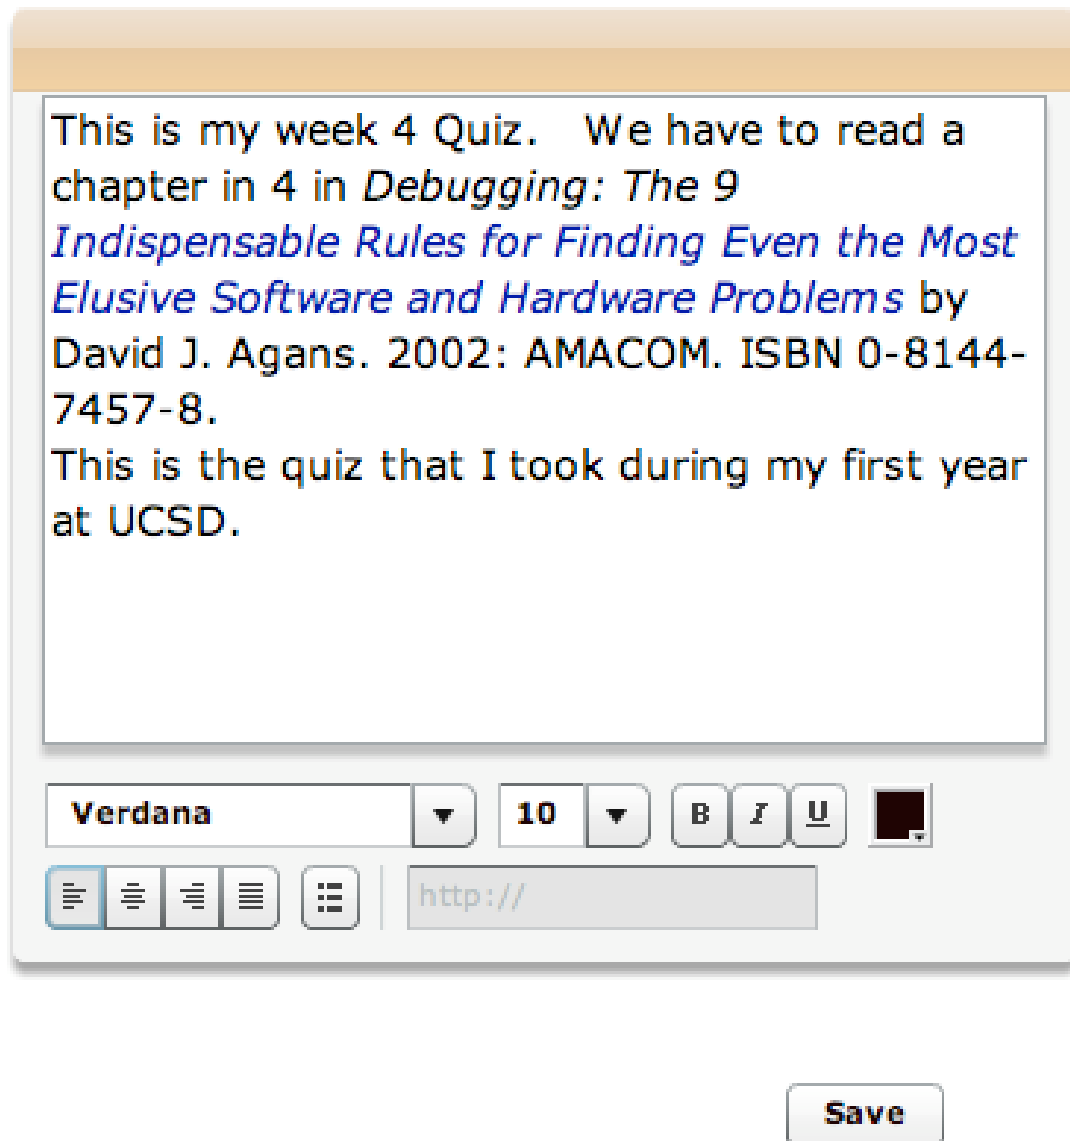 This is my week 4 Quiz.   We have to read a
chapter in 4 in Debugging: The 9
Indispensable Rules for Finding Even the Most
Elusive Software and Hardware Problems by
David J. Agans. 2002: AMACOM. ISBN 0-8144-
7457-8.
This is the quiz that I took during my first year
at UCSD.
Verdana 10 B I U
http://
Save